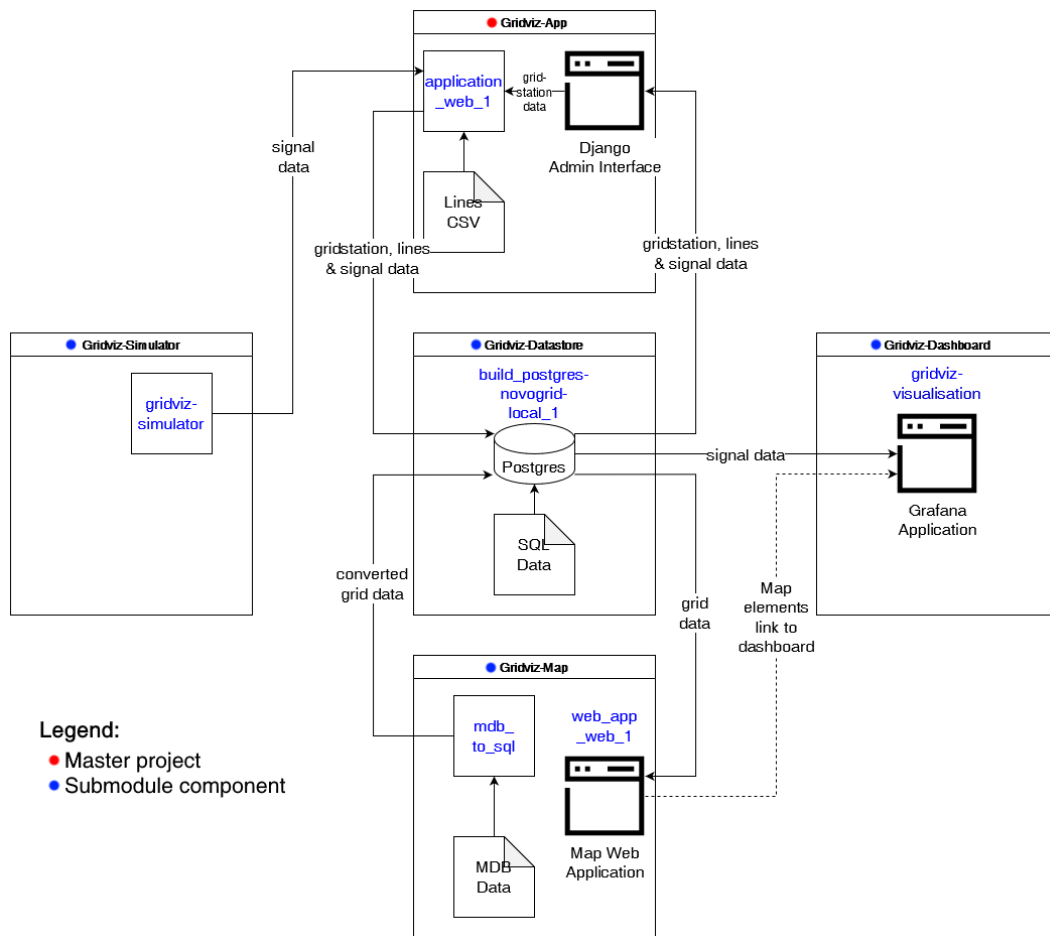 Gridviz-App
application
_web_1
grid-
station
data
Django
Admin Interface
Lines
CSV
signal
data
gridstation, lines
& signal data
gridstation, lines
& signal data
Gridviz-Simulator
gridviz-
simulator
Gridviz-Datastore
build_postgres-
novogrid-
local_1
Postgres
SQL
Data
signal data
Gridviz-Dashboard
gridviz-
visualisation
Grafana
Application
converted
grid data
grid
data
Map
elements
link to
dashboard
Gridviz-Map
mdb_
to_sql
web_app
_web_1
MDB
Data
Map Web
Application
Legend:
Master project
Submodule component